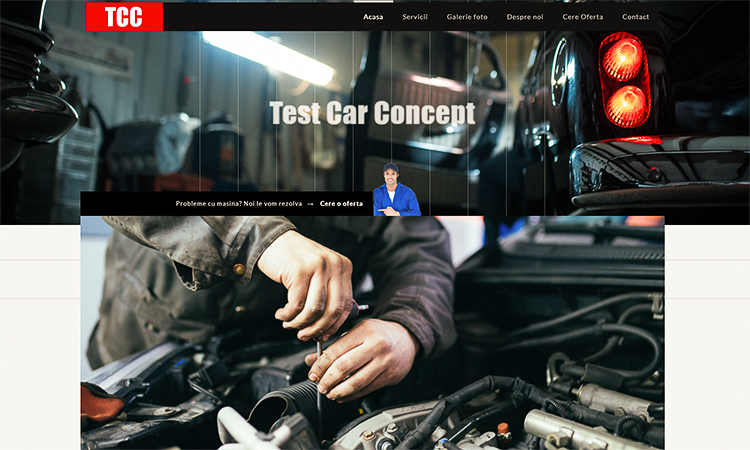 TCC
Acasa Servicii Galerie foto Despre noi Cere Oferta Contact
Test Car Concept
Probleme cu masina? Noi le vom rezolva → Cere o oferta